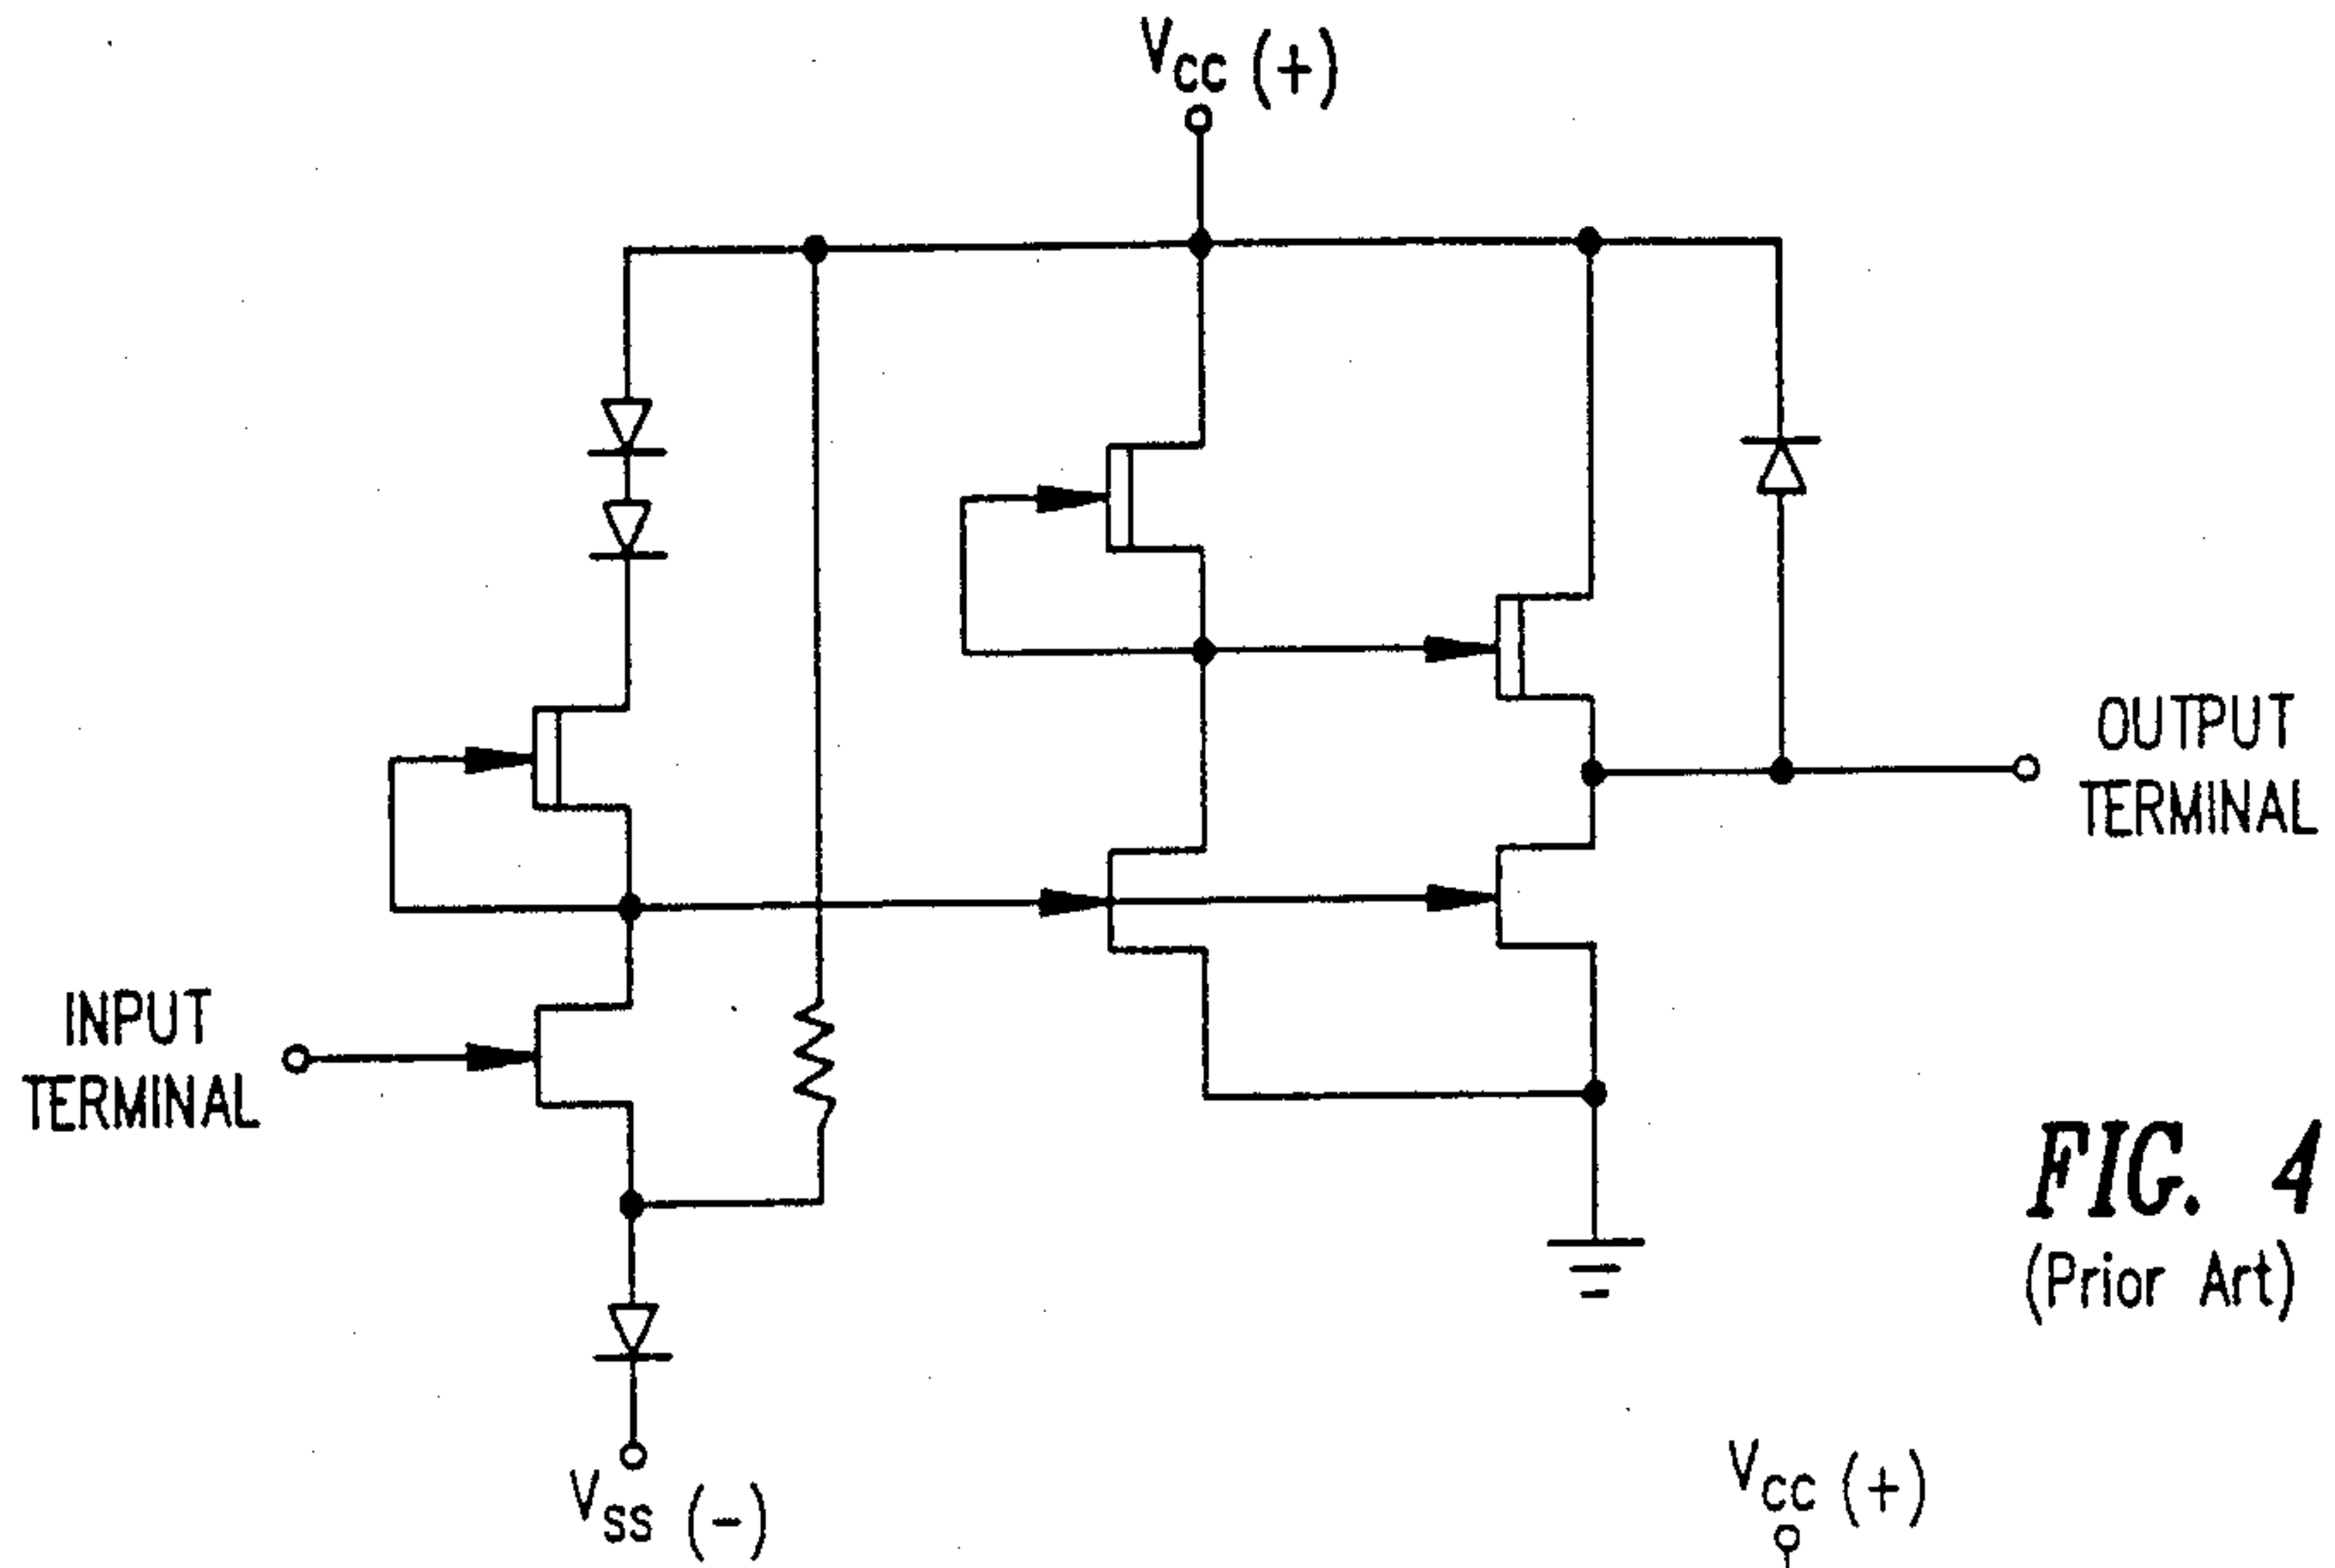 Vcc (+)
OUTPUT
TERMINAL
INPUT
TERMINAL
FIG. 4
(Prior Art)
Vss (-)
Vcc (+)